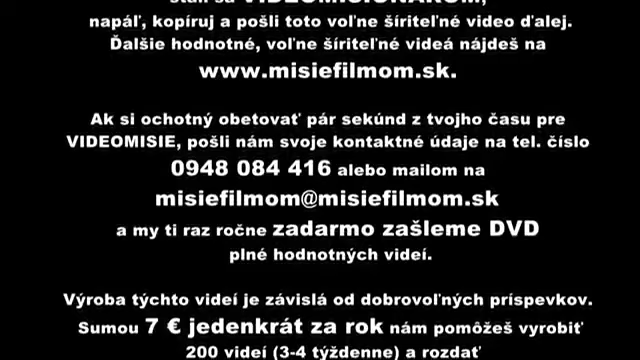 stań sa VIDEOMISIONÁROM,
napáľ, kopíruj a pošli toto voľne šíriteľné video ďalej.
Ďalšie hodnotné, voľne šíriteľné videá nájdeš na
www.misiefilmom.sk.
Ak si ochotný obetovať pár sekúnd z tvojho času pre
VIDEOMISIE, pošli nám svoje kontaktné údaje na tel. číslo
0948 084 416 alebo mailom na
misiefilmom@misiefilmom.sk
a my ti raz ročne zadarmo zašleme DVD
plné hodnotných videí.
Výroba týchto videí je závislá od dobrovoľných príspevkov.
Sumou 7 € jedenkrát za rok nám pomôžeš vyrobiť
200 videí (3-4 týždenne) a rozdať